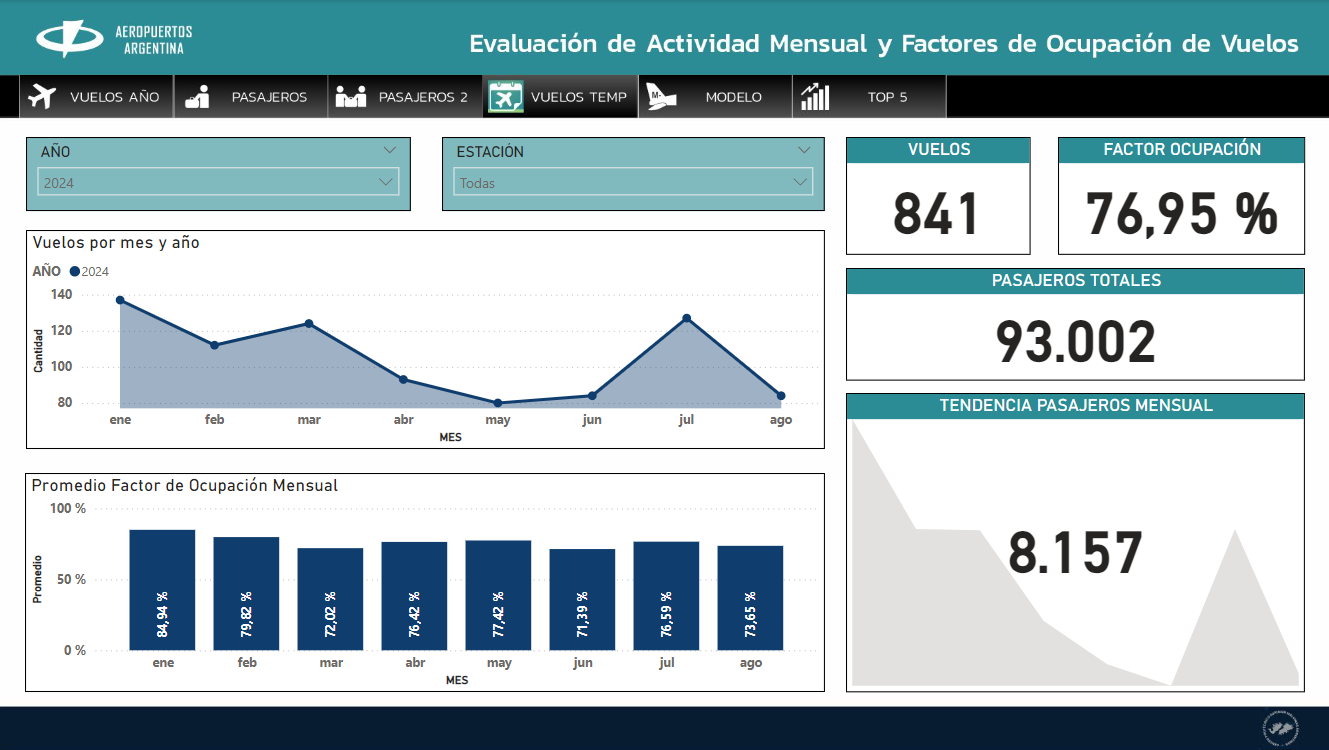 AEROPUERTOS
ARGENTINA
Evaluación de Actividad Mensual y Factores de Ocupación de Vuelos
VUELOS AÑO
PASAJEROS
PASAJEROS 2
VUELOS TEMP
M-
MODELO
TOP 5
AÑO
2024
ESTACIÓN
Todas
VUELOS
841
FACTOR OCUPACIÓN
76,95 %
Vuelos por mes y año
AÑO 2024
Cantidad
140
120
100
80
ene feb mar abr may jun jul ago
MES
PASAJEROS TOTALES
93.002
TENDENCIA PASAJEROS MENSUAL
8.157
Promedio Factor de Ocupación Mensual
Promedio
100 %
50 %
0 %
84,94 % 79,82 % 72,02 % 76,42 % 77,42 % 71,39 % 76,59 % 73,65 %
ene feb mar abr may jun jul ago
MES